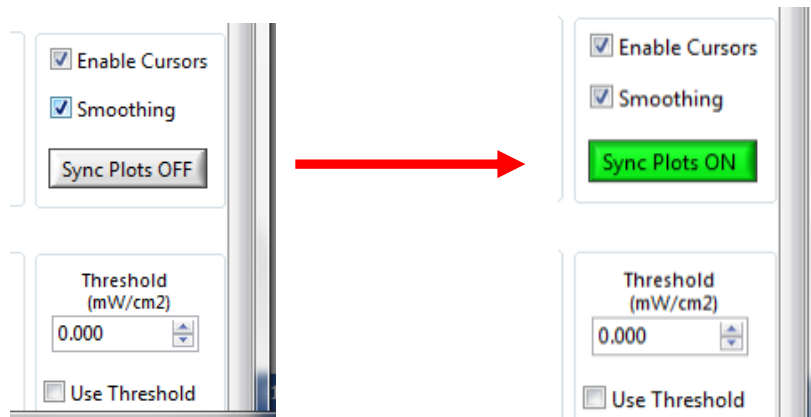 Enable Cursors
Smoothing
Sync Plots OFF
Threshold
(mW/cm2)
0.000
Use Threshold
Enable Cursors
Smoothing
Sync Plots ON
Threshold
(mW/cm2)
0.000
Use Threshold